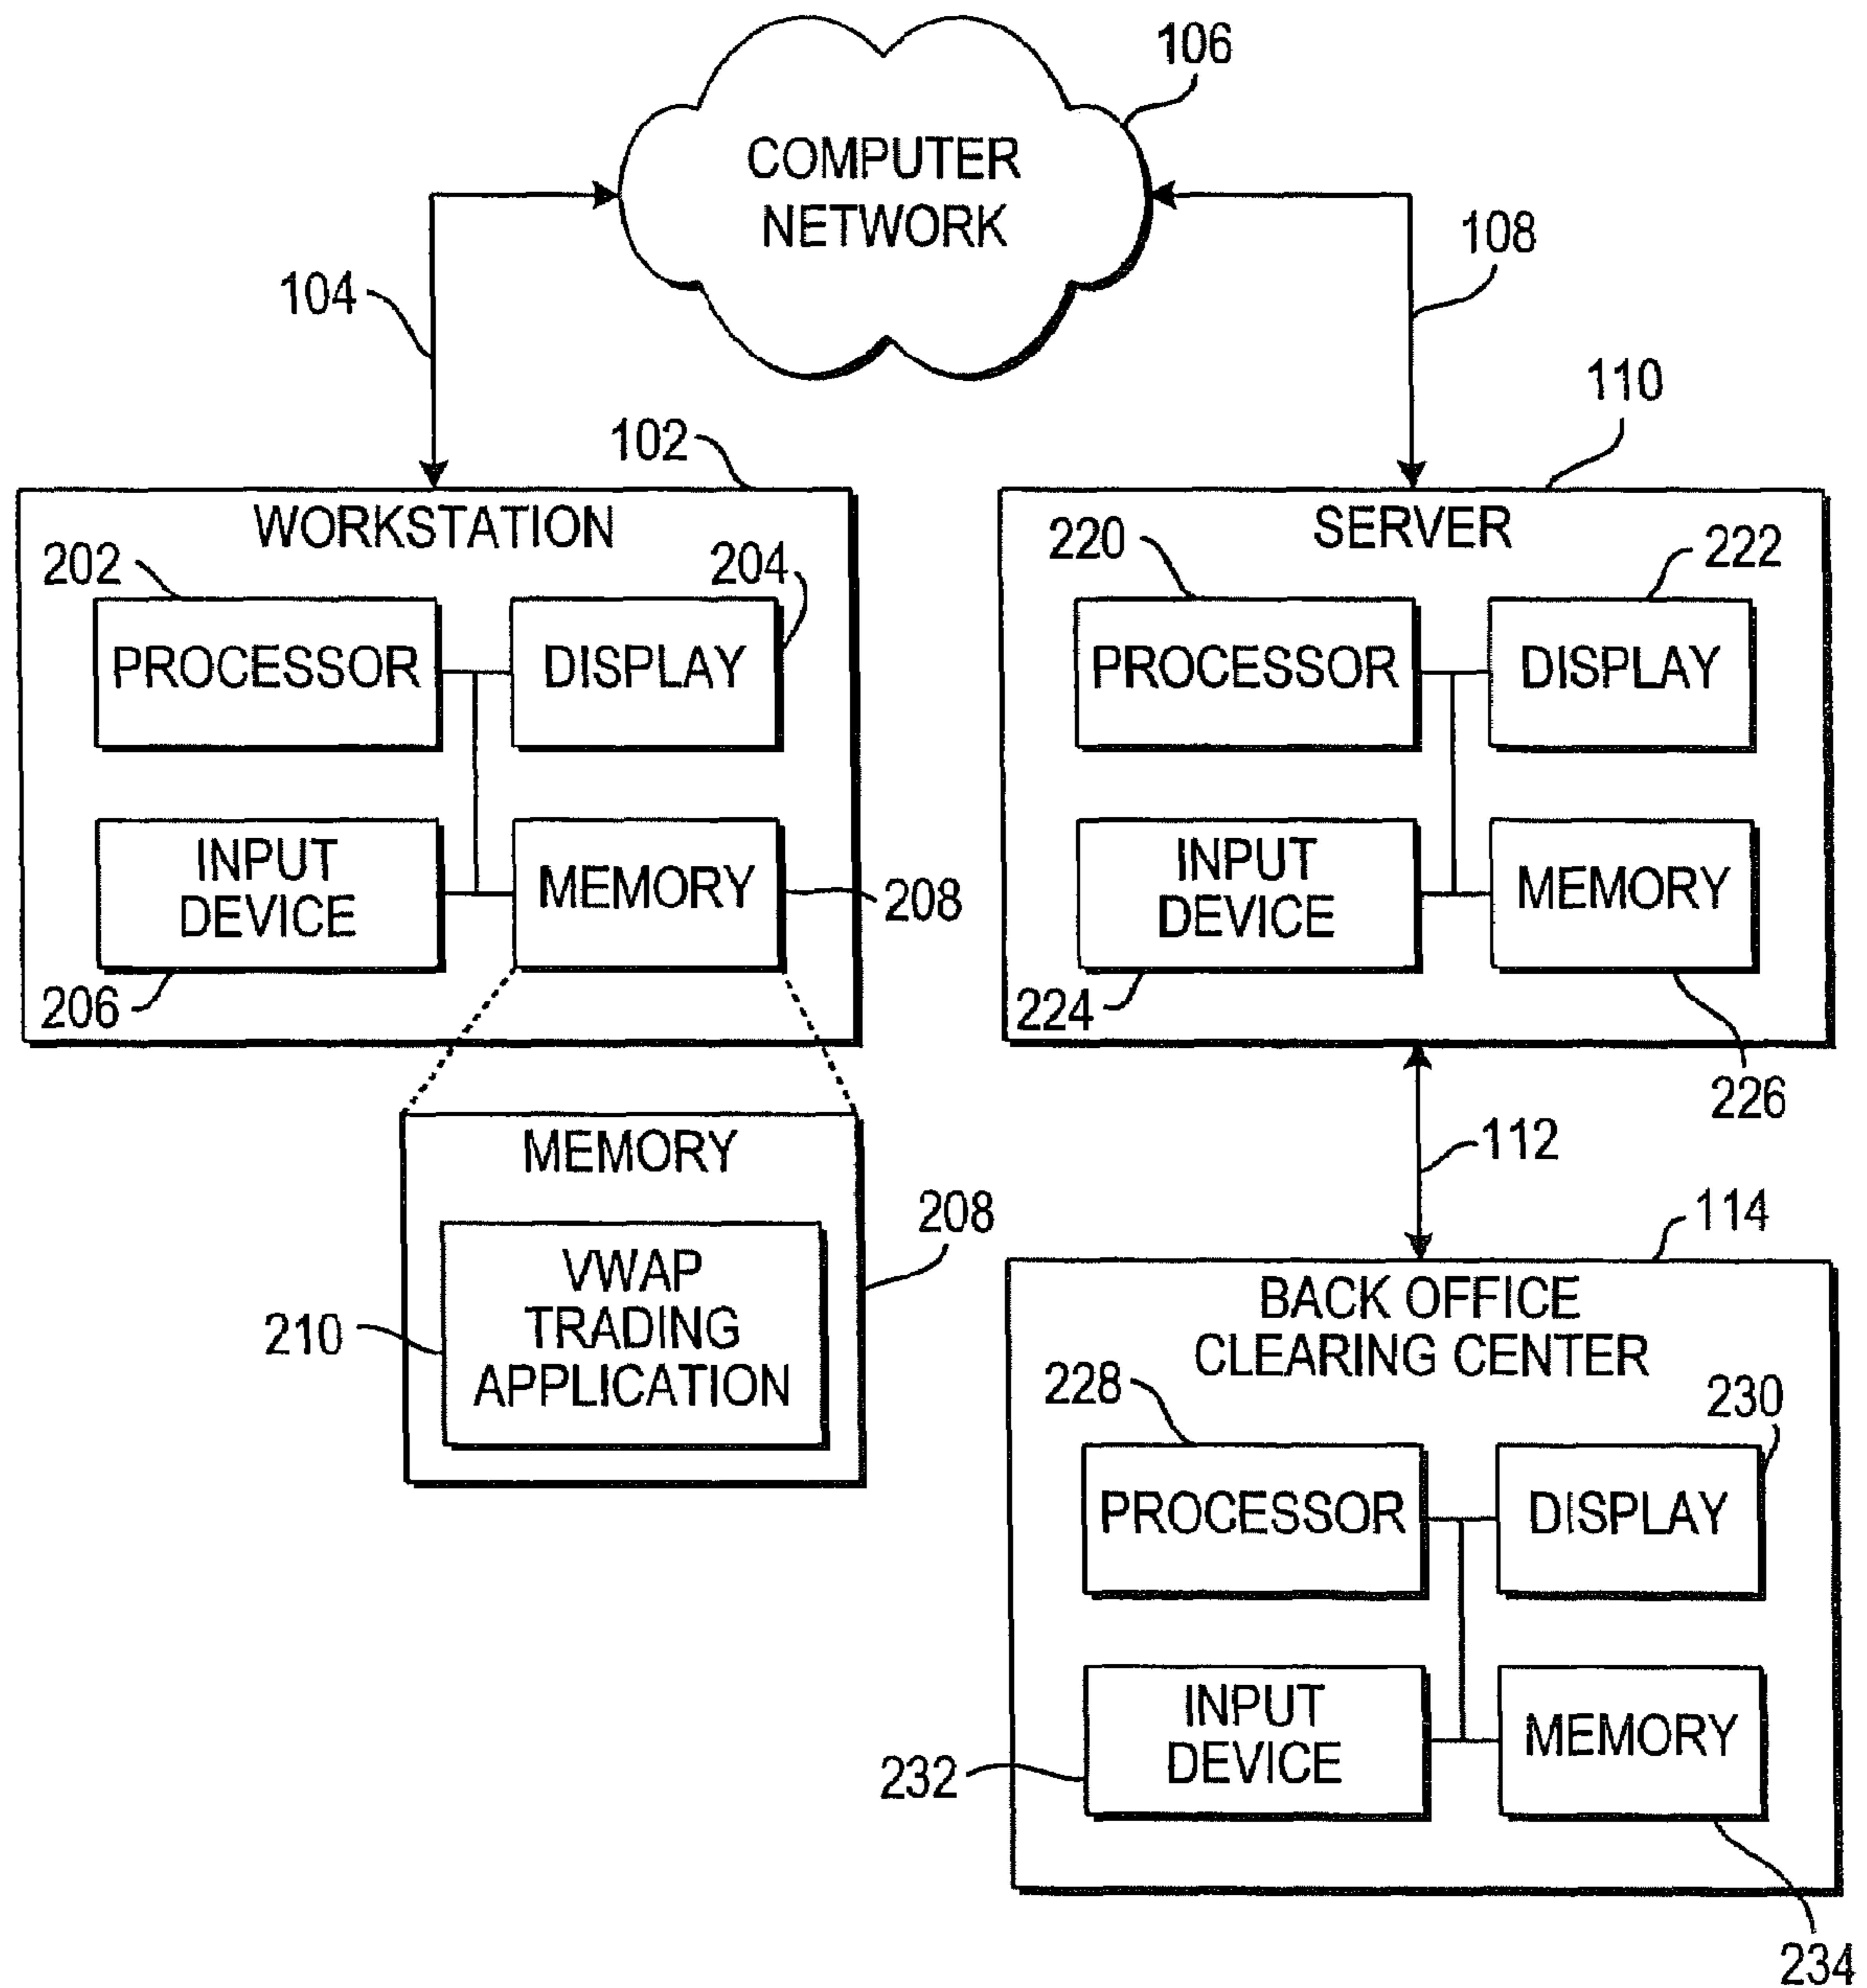 106
COMPUTER
NETWORK
104
108
102
110
WORKSTATION
202
204
PROCESSOR
DISPLAY
INPUT
DEVICE
MEMORY
206
208
SERVER
220
222
PROCESSOR
DISPLAY
INPUT
DEVICE
MEMORY
224
226
MEMORY
208
VWAP
TRADING
APPLICATION
210
112
114
BACK OFFICE
CLEARING CENTER
228
230
PROCESSOR
DISPLAY
INPUT
DEVICE
MEMORY
232
234